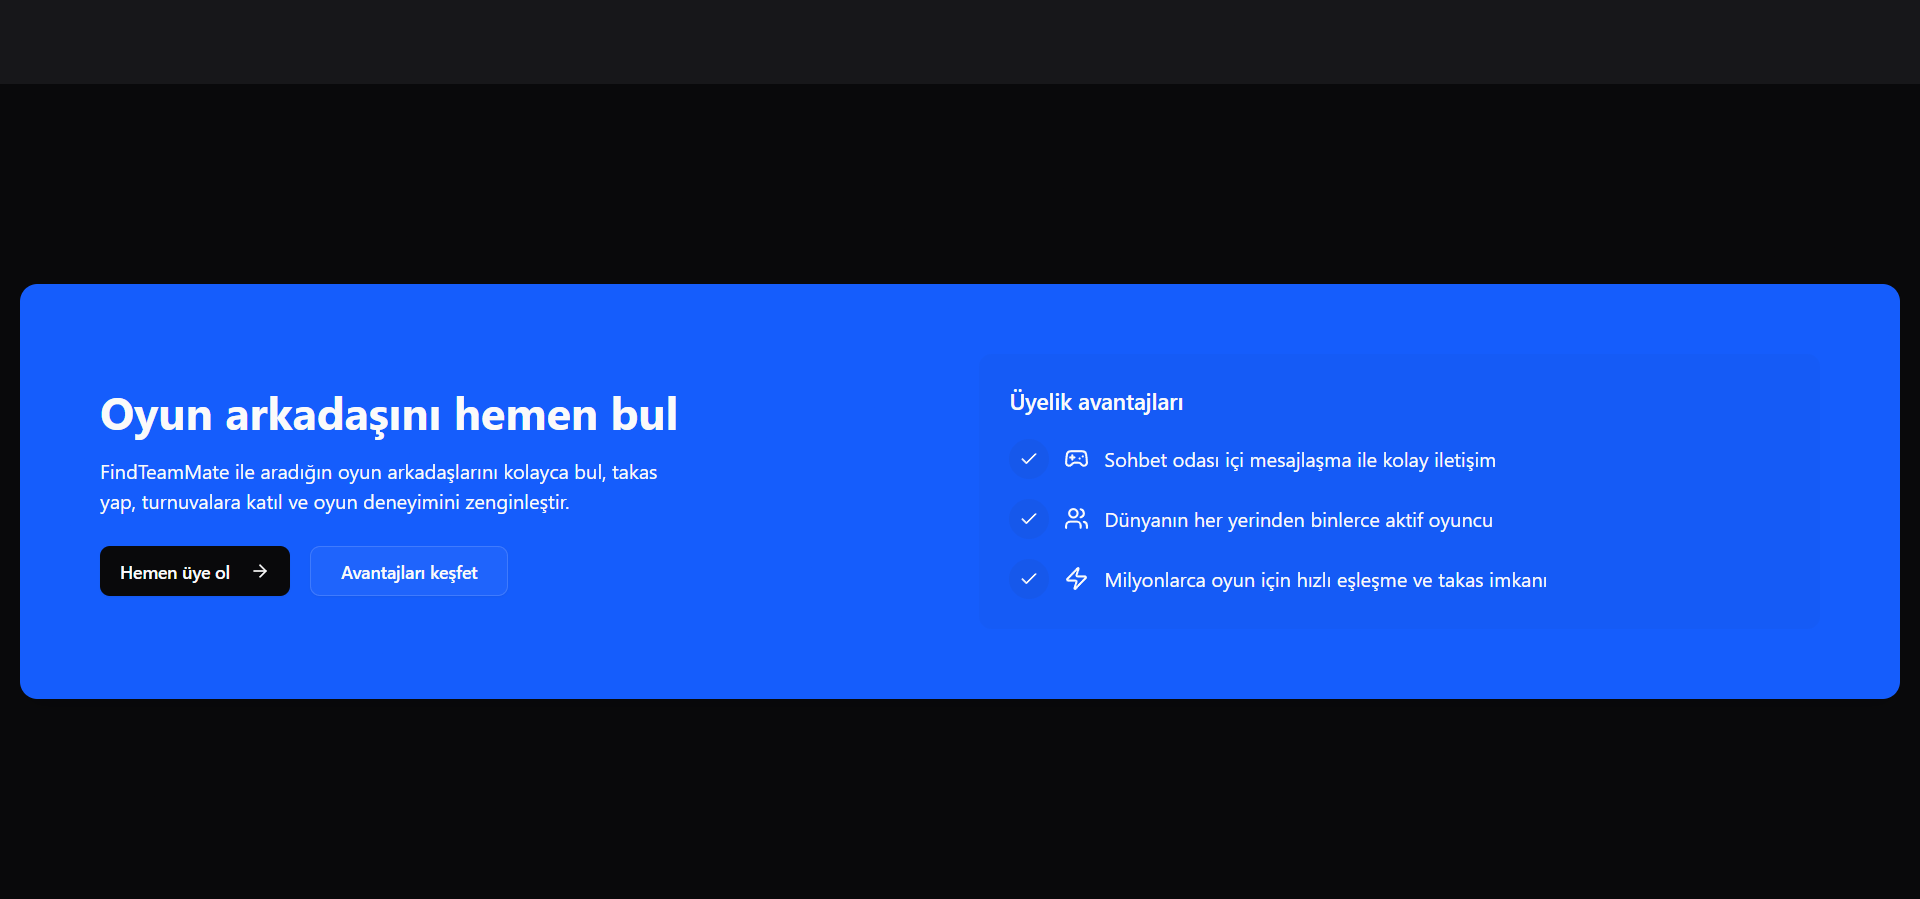 Oyun arkadaşını hemen bul
FindTeamMate ile aradığın oyun arkadaşlarını kolayca bul, takas
yap, turnuvalara katıl ve oyun deneyimini zenginleştir.
Hemen üye ol
Avantajları keşfet
Üyelik avantajları
Sohbet odası içi mesajlaşma ile kolay iletişim
Dünyanın her yerinden binlerce aktif oyuncu
Milyonlarca oyun için hızlı eşleşme ve takas imkanı